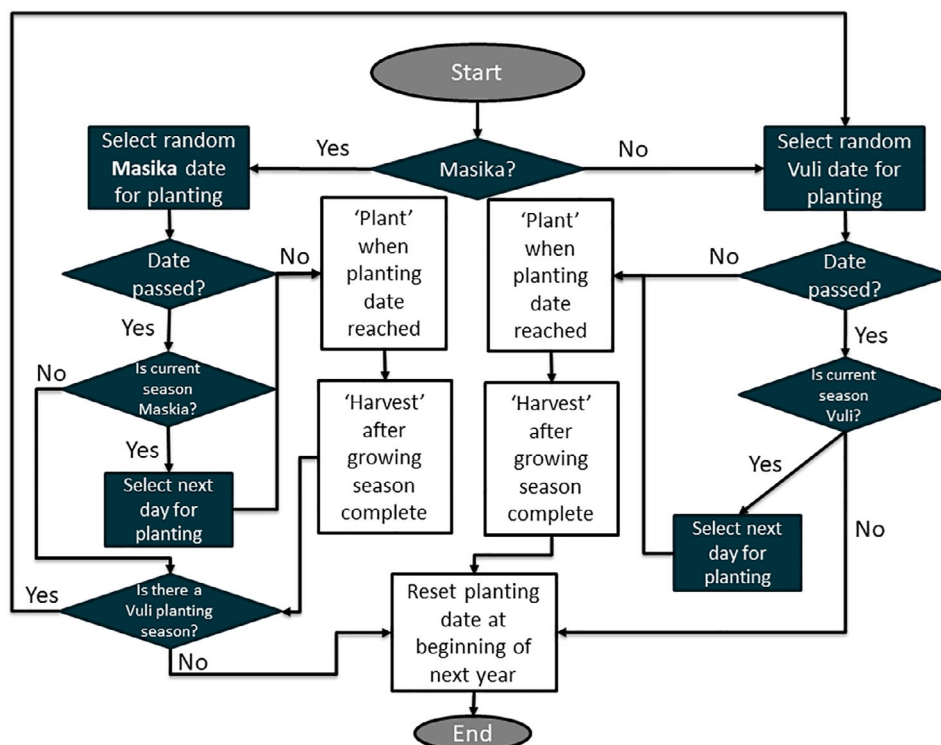 Start
Masika?
Yes
No
Select random
Masika date
for planting
Select random
Vuli date for
planting
Date
passed?
No
Yes
‘Plant’
when
planting
date
reached
‘Plant’
when
planting
date
reached
No
Date
passed?
Yes
Is current
season
Maskia?
No
Yes
Select next
day for
planting
‘Harvest’
after
growing
season
complete
‘Harvest’
after
growing
season
complete
Is current
season
Vuli?
Yes
No
Select next
day for
planting
Is there a
Vuli planting
season?
Yes
No
Reset planting
date at
beginning of
next year
End